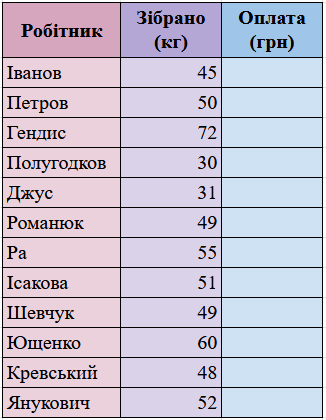 Робітник Зібрано (кг) Оплата (грн)
Іванов 45
Петров 50
Гендис 72
Полугодков 30
Джус 31
Романюк 49
Ра 55
Ісакова 51
Шевчук 49
Ющенко 60
Кревський 48
Янукович 52